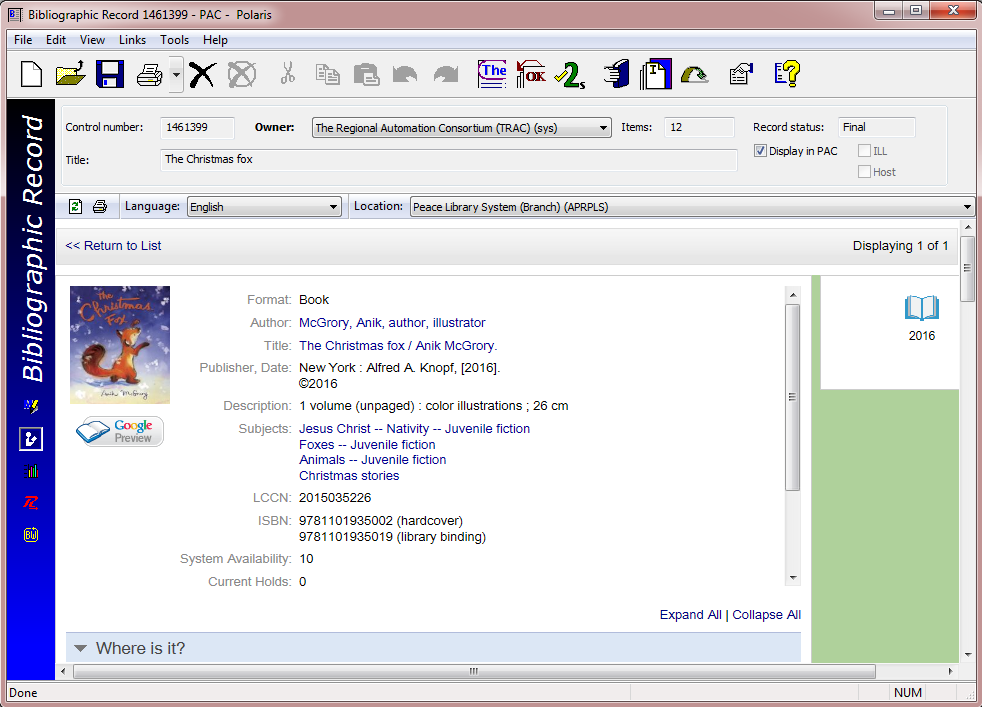 Bibliographic Record 1461399 - PAC - Polaris
File Edit View Links Tools Help
The OK 2s
Control number: 1461399 Owner: The Regional Automation Consortium (TRAC) (sys) Items: 12 Record status: Final
Display in PAC ILL
Title: The Christmas fox
Host
Language: English Location: Peace Library System (Branch) (APRPLS)
Bibliographic Record
<< Return to List Displaying 1 of 1
The Christmas Fox
Anik McGrory
Google Preview
Format: Book
Author: McGrory, Anik, author, illustrator
Title: The Christmas fox / Anik McGrory.
Publisher, Date: New York : Alfred A. Knopf, [2016].
©2016
Description: 1 volume (unpaged) : color illustrations ; 26 cm
Subjects: Jesus Christ -- Nativity -- Juvenile fiction
Foxes -- Juvenile fiction
Animals -- Juvenile fiction
Christmas stories
LCCN: 2015035226
ISBN: 9781101935002 (hardcover)
9781101935019 (library binding)
System Availability: 10
Current Holds: 0
2016
Expand All | Collapse All
Where is it?
BW
Done NUM